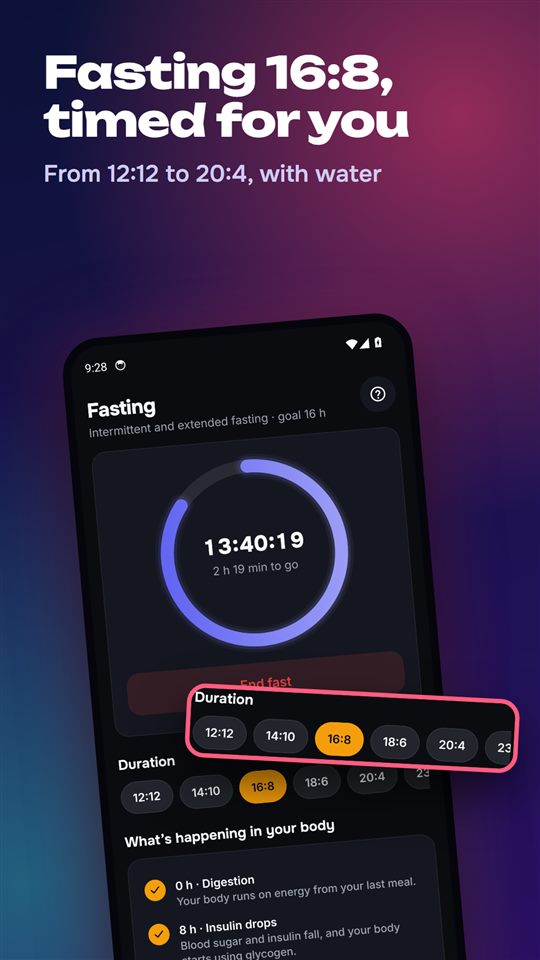 Fasting 16:8,
timed for you
From 12:12 to 20:4, with water
9:28
Fasting
Intermittent and extended fasting · goal 16 h
13:40:19
2 h 19 min to go
End fast
Duration
12:12 14:10 16:8 18:6 20:4 23
Duration
12:12 14:10 16:8 18:6 20:4 23
What's happening in your body
0 h · Digestion
Your body runs on energy from your last meal.
8 h · Insulin drops
Blood sugar and insulin fall, and your body
starts using glycogen.